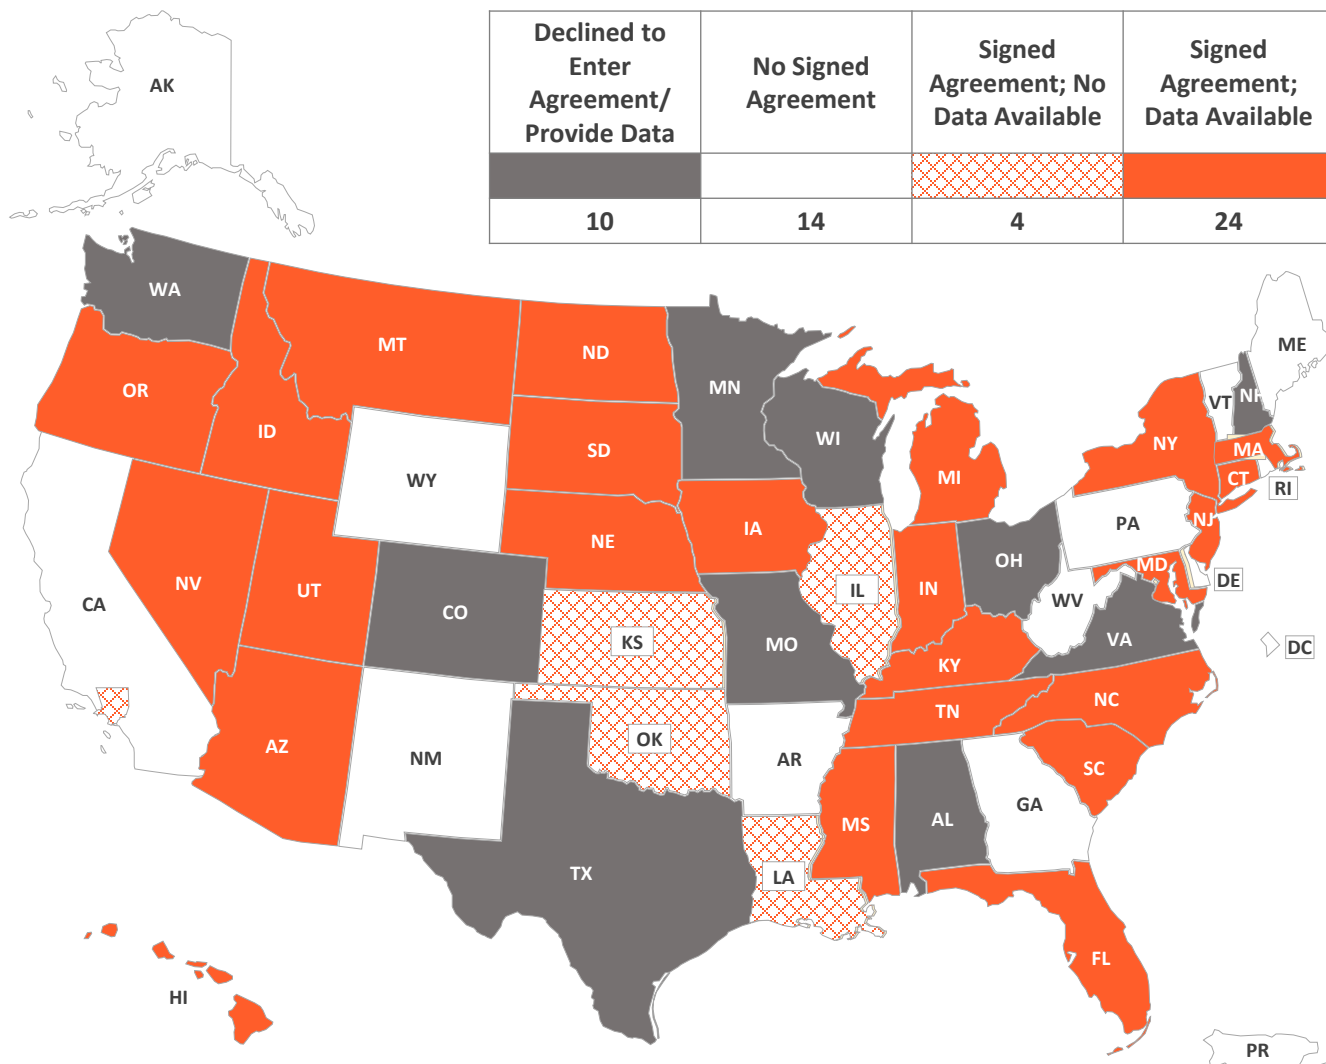 Declined to
Enter
Agreement/
Provide Data
No Signed
Agreement
Signed
Agreement; No
Data Available
Signed
Agreement;
Data Available
10
14
4
24
AK
WA
MT
ND
MN
ME
OR
ID
WI
VT
NH
NY
MA
SD
MI
CT
RI
WY
PA
NJ
IA
NE
OH
MD
DE
NV
UT
IL
IN
WV
CA
CO
KS
MO
VA
DC
KY
NC
TN
AZ
NM
OK
AR
SC
GA
MS
AL
TX
LA
FL
HI
PR